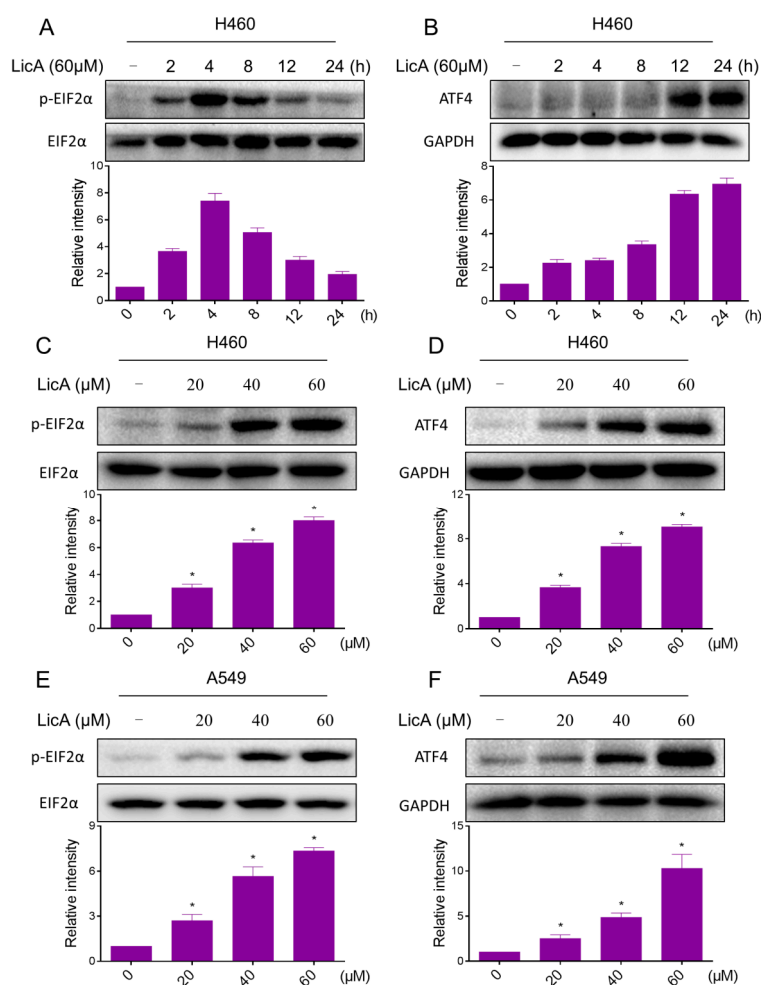 A
H460
LicA (60μM) – 2 4 8 12 24 (h)
p-EIF2α
EIF2α
Relative intensity
10
8
6
4
2
0
0 2 4 8 12 24 (h)
B
H460
LicA (60μM) – 2 4 8 12 24 (h)
ATF4
GAPDH
Relative intensity
8
6
4
2
0
0 2 4 8 12 24 (h)
C
H460
LicA (μM) – 20 40 60
p-EIF2α
EIF2α
Relative intensity
10
8
6
4
2
0
* * *
0 20 40 60 (μM)
D
H460
LicA (μM) – 20 40 60
ATF4
GAPDH
Relative intensity
12
8
4
0
* * *
0 20 40 60 (μM)
E
A549
LicA (μM) – 20 40 60
p-EIF2α
EIF2α
Relative intensity
9
6
3
0
* * *
0 20 40 60 (μM)
F
A549
LicA (μM) – 20 40 60
ATF4
GAPDH
Relative intensity
15
10
5
0
* * *
0 20 40 60 (μM)